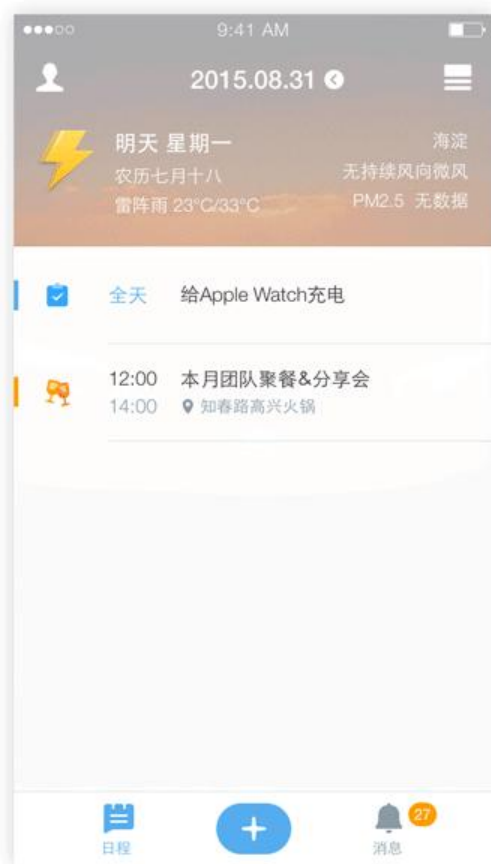 9:41 AM
2015.08.31
明天 星期一
海淀
农历七月十八
无持续风向微风
雷阵雨 23°C/33°C
PM2.5 无数据
全天 给Apple Watch充电
12:00 本月团队聚餐&分享会
14:00 知春路高兴火锅
27
日程
消息